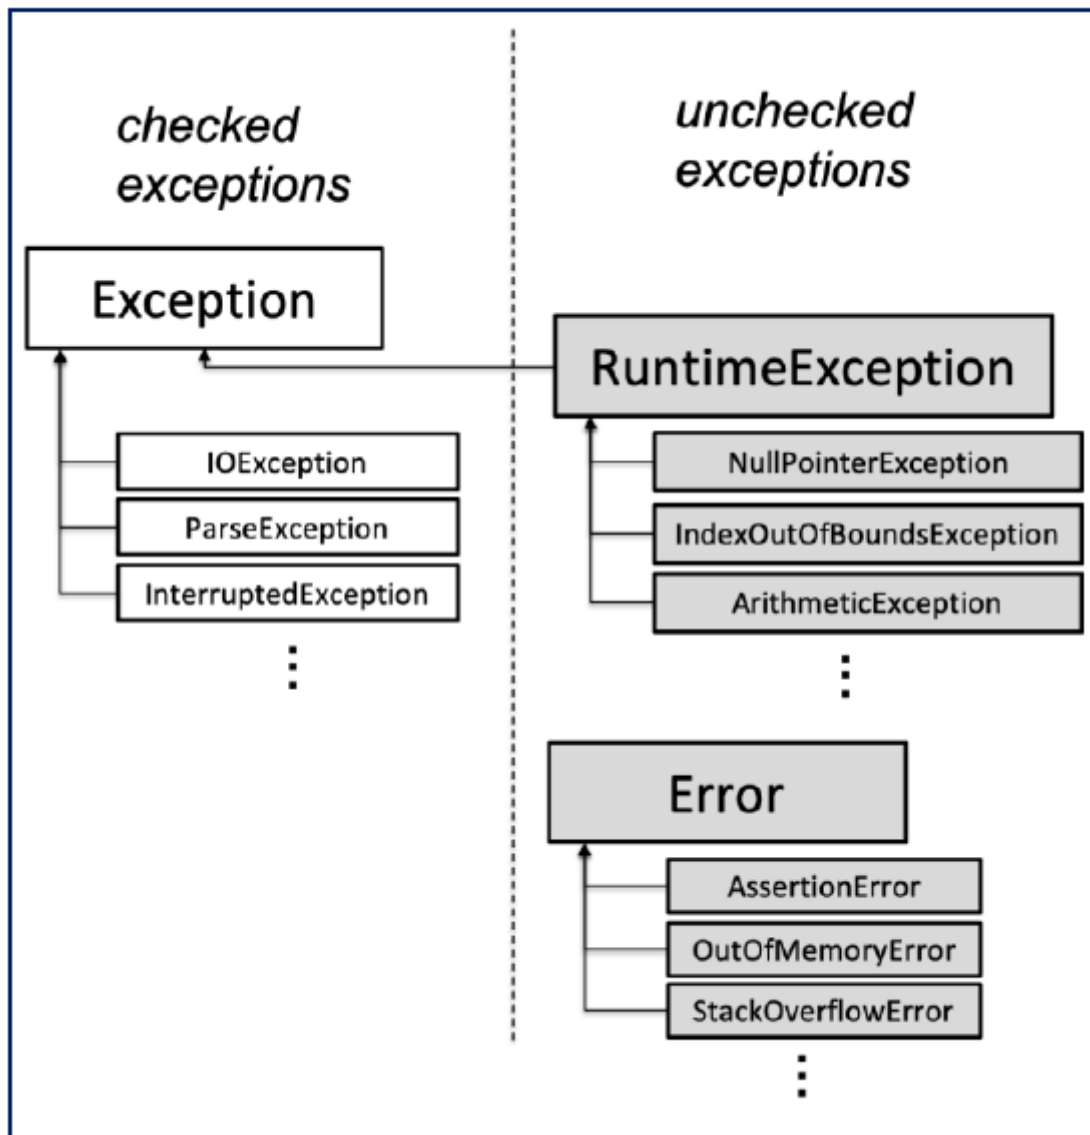 checked
exceptions
unchecked
exceptions
Exception
RuntimeException
IOException
ParseException
InterruptedException
NullPointerException
IndexOutOfBoundsException
ArithmeticException
Error
AssertionError
OutOfMemoryError
StackOverflowError